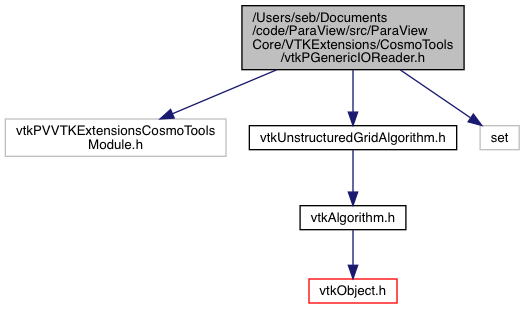 /Users/seb/Documents
/code/ParaView/src/ParaView
Core/VTKExtensions/CosmoTools
/vtkPGenericIOReader.h
vtkPVVTKExtensionsCosmoTools
Module.h
vtkUnstructuredGridAlgorithm.h
set
vtkAlgorithm.h
vtkObject.h